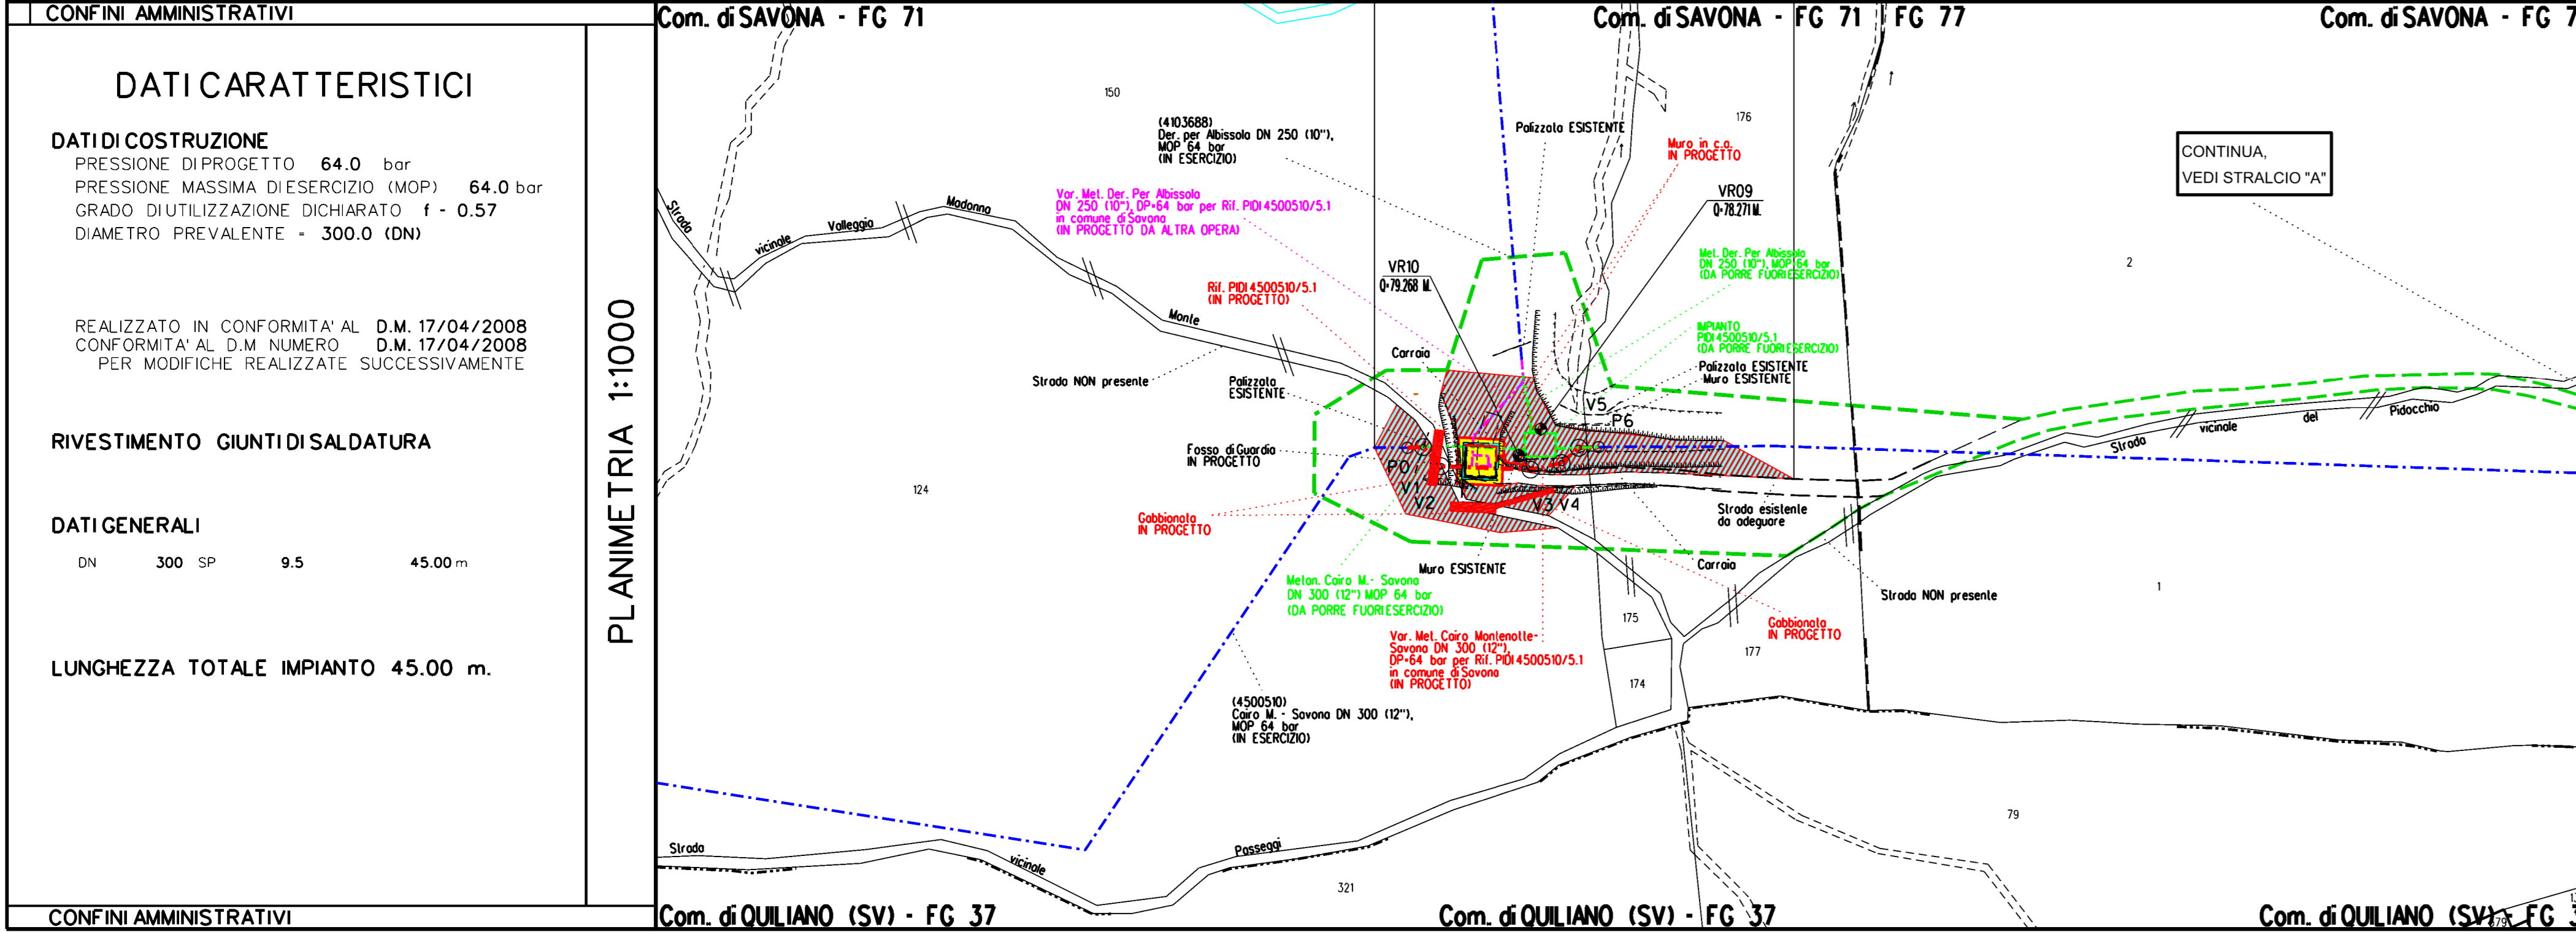 CONFINI AMMINISTRATIVI
DATI CARATTERISTICI
DATI DI COSTRUZIONE
PRESSIONE DI PROGETTO 64.0 bar
PRESSIONE MASSIMA DI ESERCIZIO (MOP) 64.0 bar
GRADO DI UTILIZZAZIONE DICHIARATO f - 0.57
DIAMETRO PREVALENTE = 300.0 (DN)
REALIZZATO IN CONFORMITA' AL D.M. 17/04/2008
CONFORMITA' AL D.M NUMERO D.M. 17/04/2008
PER MODIFICHE REALIZZATE SUCCESSIVAMENTE
RIVESTIMENTO GIUNTI DI SALDATURA
DATI GENERALI
DN 300 SP 9.5 45.00 m
LUNGHEZZA TOTALE IMPIANTO 45.00 m.
CONFINI AMMINISTRATIVI
PLANIMETRIA 1:1000
Com. di SAVONA - FG 71
Com. di SAVONA - FG 71
FG 77
Com. di SAVONA - FG 7
150
(4103688)
Der. per Albissola DN 250 (10"),
MOP 64 bar
(IN ESERCIZIO)
Palizzata ESISTENTE
176
Muro in c.a.
IN PROGETTO
CONTINUA,
VEDI STRALCIO "A"
Var. Met. Der. Per Albissola
DN 250 (10"), DP=64 bar per Rif. PIDI 4500510/5.1
in comune di Savona
(IN PROGETTO DA ALTRA OPERA)
VR09
Q=78.271 M.
Strada
vicinale
Valleggia
Madonna
Monte
VR10
Q=79.268 M.
Met. Der. Per Albissola
DN 250 (10"), MOP 64 bar
(DA PORRE FUORI ESERCIZIO)
2
Rif. PIDI 4500510/5.1
(IN PROGETTO)
IMPIANTO
PIDI 4500510/5.1
(DA PORRE FUORI ESERCIZIO)
Carraia
Palizzata ESISTENTE
Muro ESISTENTE
Strada NON presente
Palizzata
ESISTENTE
V5
P6
Strada
vicinale
del
Pidocchio
Fosso di Guardia
IN PROGETTO
P0
V1
V2
V3
V4
124
Gabbionata
IN PROGETTO
Strada esistente
da adeguare
Muro ESISTENTE
Carraia
Metan. Cairo M.- Savona
DN 300 (12") MOP 64 bar
(DA PORRE FUORI ESERCIZIO)
Strada NON presente
1
175
Gabbionata
IN PROGETTO
177
Var. Met. Cairo Montenotte-
Savona DN 300 (12"),
DP=64 bar per Rif. PIDI 4500510/5.1
in comune di Savona
(IN PROGETTO)
174
(4500510)
Cairo M. - Savona DN 300 (12"),
MOP 64 bar
(IN ESERCIZIO)
79
Strada
vicinale
Passeggi
321
Com. di QUILIANO (SV) - FG 37
Com. di QUILIANO (SV) - FG 37
Com. di QUILIANO (SV) - FG 3